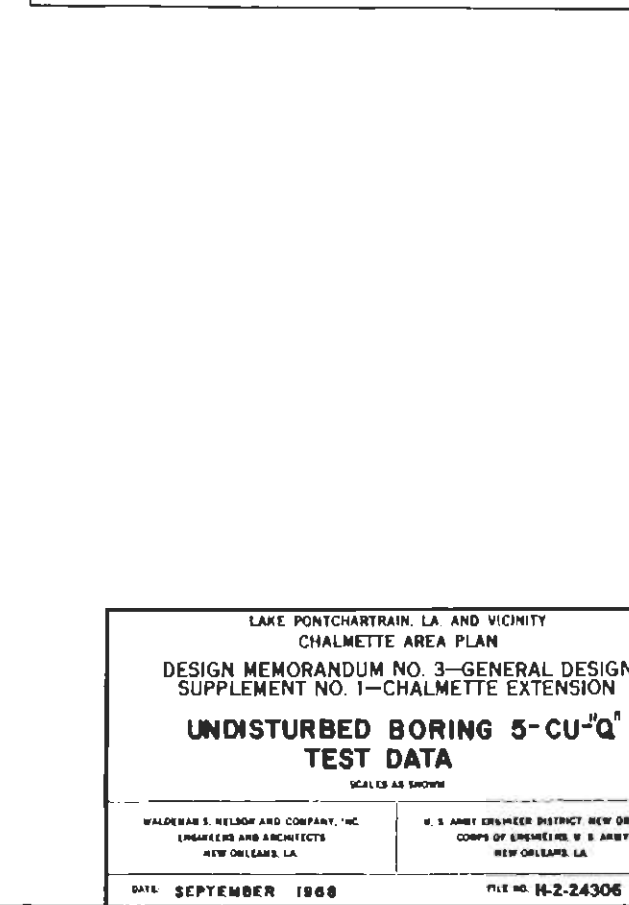 LAKE PONTCHARTRAIN, LA. AND VICINITY
CHALMETTE AREA PLAN
DESIGN MEMORANDUM NO. 3—GENERAL DESIGN
SUPPLEMENT NO. 1—CHALMETTE EXTENSION
UNDISTURBED BORING 5-CU-"Q"
TEST DATA
SCALES AS SHOWN
WALDEMAR S. NELSON AND COMPANY, INC.
ENGINEERS AND ARCHITECTS
NEW ORLEANS, LA.
U. S. ARMY ENGINEER DISTRICT, NEW OR
CORPS OF ENGINEERS, U. S. ARMY
NEW ORLEANS, LA.
DATE: SEPTEMBER 1968
FILE NO. H-2-24306